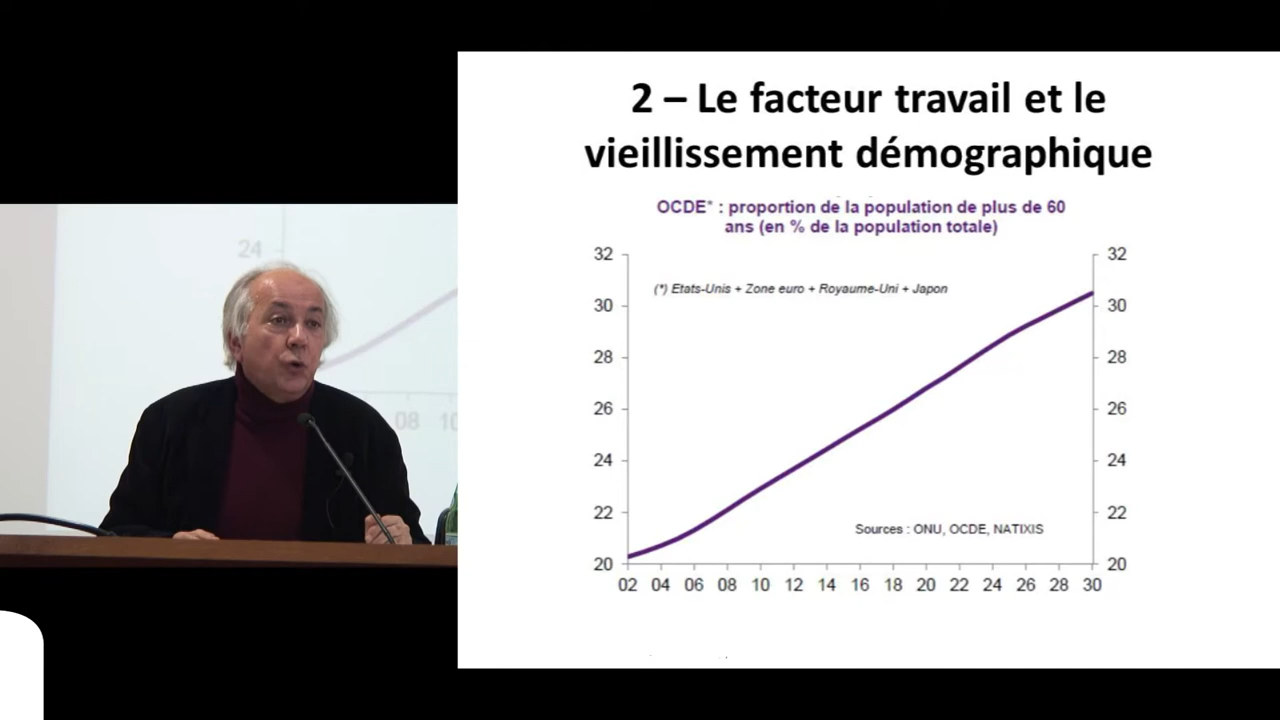 2 – Le facteur travail et le
vieillissement démographique
OCDE* : proportion de la population de plus de 60
ans (en % de la population totale)
(*) Etats-Unis + Zone euro + Royaume-Uni + Japon
32
30
28
26
24
22
20
32
30
28
26
24
22
20
Sources : ONU, OCDE, NATIXIS
02 04 06 08 10 12 14 16 18 20 22 24 26 28 30
24
08 10